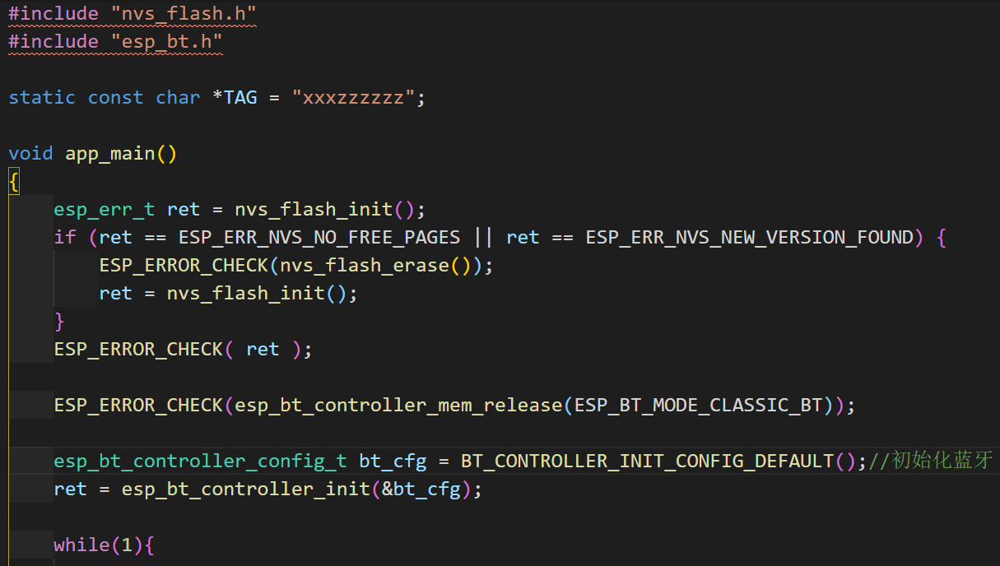 #include "nvs_flash.h"
#include "esp_bt.h"
static const char *TAG = "xxxzzzzzz";
void app_main()
{
esp_err_t ret = nvs_flash_init();
if (ret == ESP_ERR_NVS_NO_FREE_PAGES || ret == ESP_ERR_NVS_NEW_VERSION_FOUND) {
ESP_ERROR_CHECK(nvs_flash_erase());
ret = nvs_flash_init();
}
ESP_ERROR_CHECK( ret );
ESP_ERROR_CHECK(esp_bt_controller_mem_release(ESP_BT_MODE_CLASSIC_BT));
esp_bt_controller_config_t bt_cfg = BT_CONTROLLER_INIT_CONFIG_DEFAULT();//初始化蓝牙
ret = esp_bt_controller_init(&bt_cfg);
while(1){